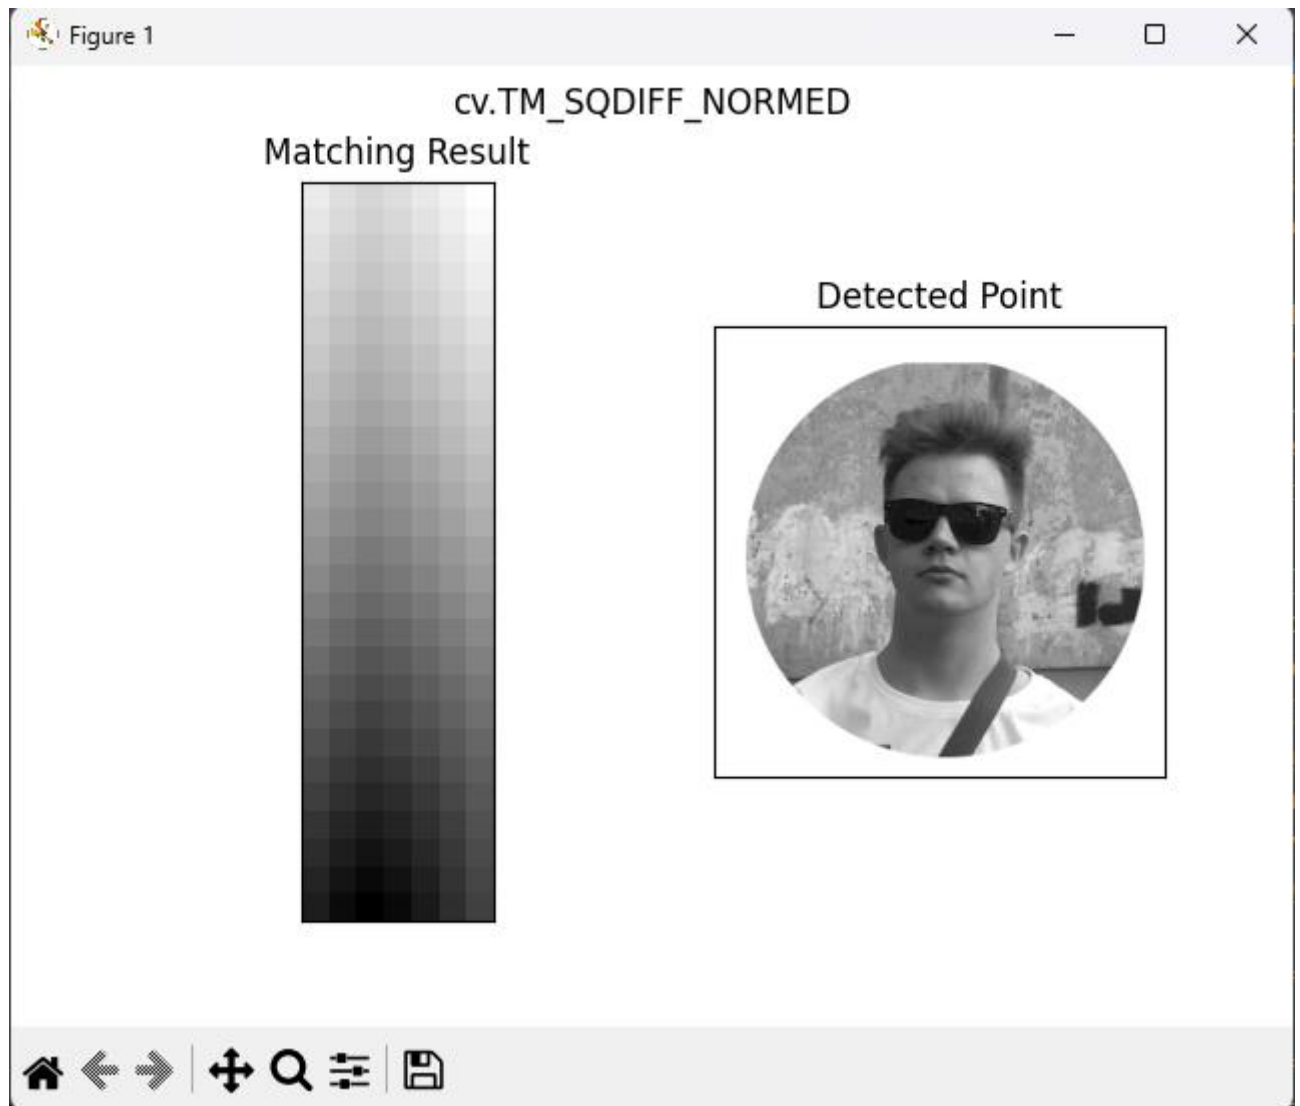 Figure 1
cv.TM_SQDIFF_NORMED
Matching Result
Detected Point